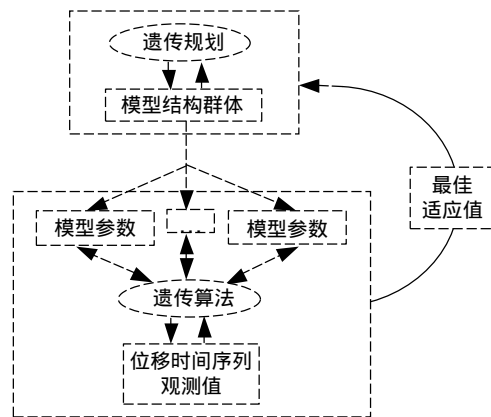 遗传规划
模型结构群体
模型参数
...
模型参数
最佳
适应值
遗传算法
位移时间序列
观测值